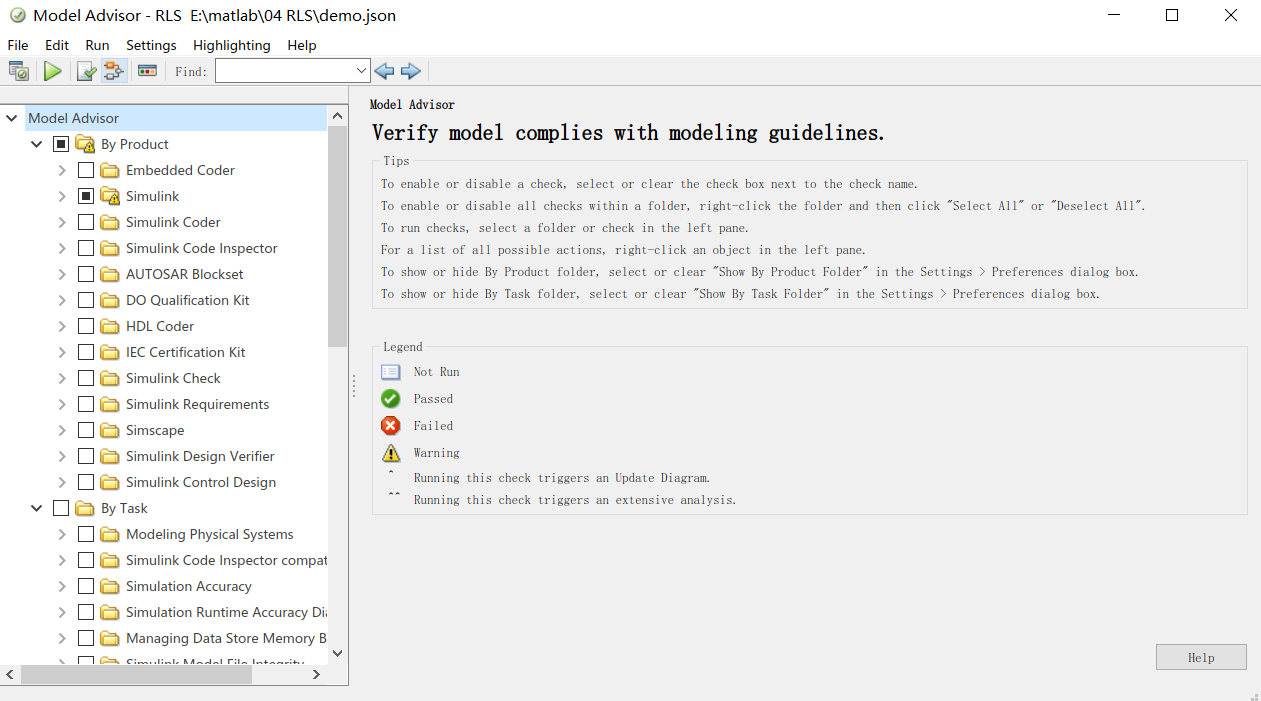 Model Advisor - RLS  E:\matlab\04 RLS\demo.json
File Edit Run Settings Highlighting Help
Find:
Model Advisor
By Product
Embedded Coder
Simulink
Simulink Coder
Simulink Code Inspector
AUTOSAR Blockset
DO Qualification Kit
HDL Coder
IEC Certification Kit
Simulink Check
Simulink Requirements
Simscape
Simulink Design Verifier
Simulink Control Design
By Task
Modeling Physical Systems
Simulink Code Inspector compat
Simulation Accuracy
Simulation Runtime Accuracy Dia
Managing Data Store Memory B
Simulink Model File Integrity
Model Advisor
Verify model complies with modeling guidelines.
Tips
To enable or disable a check, select or clear the check box next to the check name.
To enable or disable all checks within a folder, right-click the folder and then click "Select All" or "Deselect All".
To run checks, select a folder or check in the left pane.
For a list of all possible actions, right-click an object in the left pane.
To show or hide By Product folder, select or clear "Show By Product Folder" in the Settings > Preferences dialog box.
To show or hide By Task folder, select or clear "Show By Task Folder" in the Settings > Preferences dialog box.
Legend
Not Run
Passed
Failed
Warning
^ Running this check triggers an Update Diagram.
^^ Running this check triggers an extensive analysis.
Help